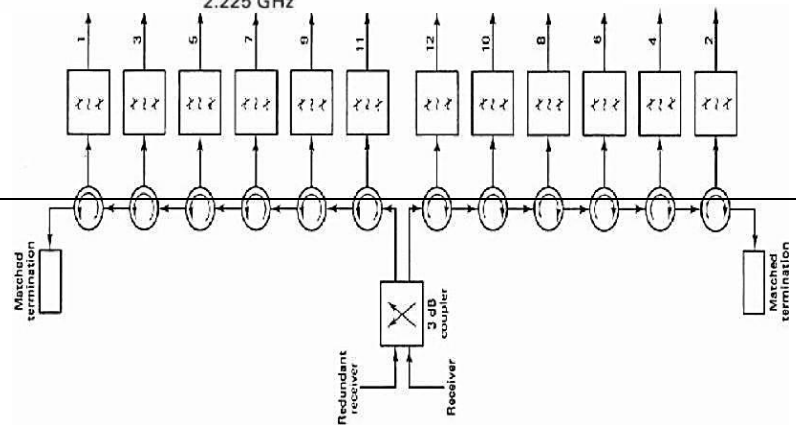 2.225 GHz
1
3
5
7
9
11
12
10
8
6
4
2
Matched
termination
3 dB
coupler
Matched
termination
Redundant
receiver
Receiver